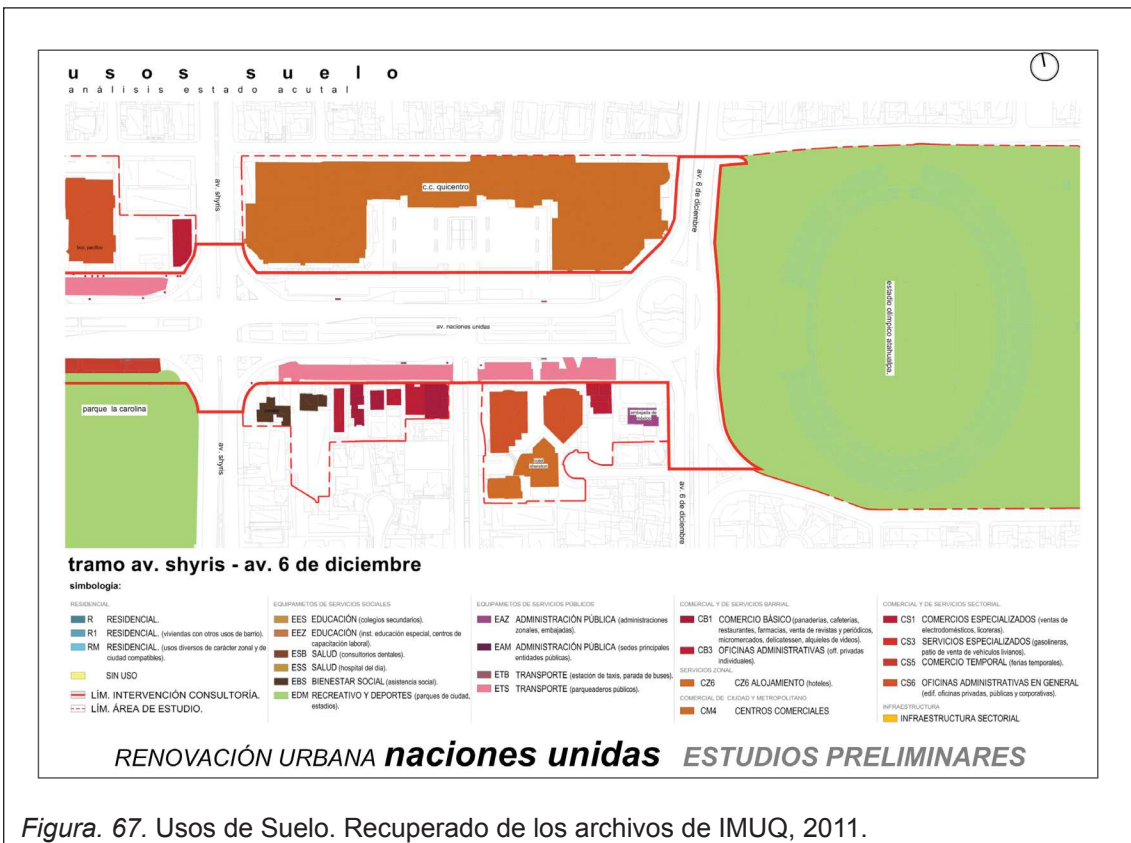 usos suelo
análisis estado acutal
av. shyris
c.c. quicentro
av. 6 de diciembre
estadio olímpico atahualpa.
av. naciones unidas
parque la carolina
av. shyris
av. 6 de diciembre
tramo av. shyris - av. 6 de diciembre
simbología:
RESIDENCIAL
R RESIDENCIAL.
R1 RESIDENCIAL. (viviendas con otros usos de barrio).
RM RESIDENCIAL. (usos diversos de carácter zonal y de
ciudad compatibles).
SIN USO
LÍM. INTERVENCIÓN CONSULTORÍA.
LÍM. ÁREA DE ESTUDIO.
EQUIPAMIETOS DE SERVICIOS SOCIALES
EES EDUCACIÓN (colegios secundarios).
EEZ EDUCACIÓN (inst. educación especial, centros de
capacitación laboral).
ESB SALUD (consultorios dentales).
ESS SALUD (hospital del día).
EBS BIENESTAR SOCIAL (asistencia social).
EDM RECREATIVO Y DEPORTES (parques de ciudad,
estadios).
EQUIPAMIETOS DE SERVICIOS PÚBLICOS
EAZ ADMINISTRACIÓN PÚBLICA (administraciones
zonales, embajadas).
EAM ADMINISTRACIÓN PÚBLICA (sedes principales
entidades públicas).
ETB TRANSPORTE (estación de taxis, parada de buses).
ETS TRANSPORTE (parqueaderos públicos).
COMERCIAL Y DE SERVICIOS BARRIAL
CB1 COMERCIO BÁSICO (panaderías, cafeterías,
restaurantes, farmacias, venta de revistas y periódicos,
micromercados, delicatessen, alquieles de videos).
CB3 OFICINAS ADMINISTRATIVAS (off. privadas
individuales).
SERVICIOS ZONAL
CZ6 CZ6 ALOJAMIENTO (hoteles).
COMERCIAL DE CIUDAD Y METROPOLITANO
CM4 CENTROS COMERCIALES
COMERCIAL Y DE SERVICIOS SECTORIAL
CS1 COMERCIOS ESPECIALIZADOS (ventas de
electrodomésticos, licoreras).
CS3 SERVICIOS ESPECIALIZADOS (gasolineras,
patio de venta de vehículos livianos).
CS5 COMERCIO TEMPORAL (ferias temporales).
CS6 OFICINAS ADMINISTRATIVAS EN GENERAL
(edif. oficinas privadas, públicas y corporativas).
INFRAESTRUCTURA
INFRAESTRUCTURA SECTORIAL
RENOVACIÓN URBANA naciones unidas ESTUDIOS PRELIMINARES
Figura. 67. Usos de Suelo. Recuperado de los archivos de IMUQ, 2011.